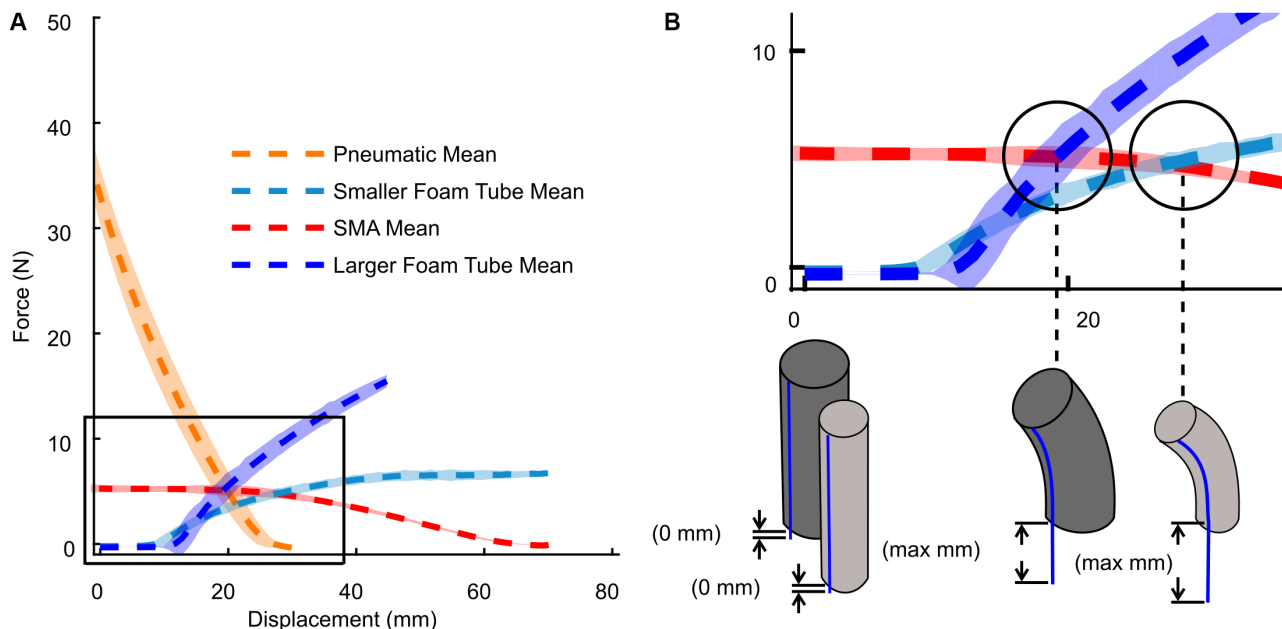 A
50
40
30
20
10
0
Force (N)
Pneumatic Mean
Smaller Foam Tube Mean
SMA Mean
Larger Foam Tube Mean
0 20 40 60 80
Displacement (mm)
B
10
0
0 20
(0 mm)
(0 mm)
(max mm)
(max mm)